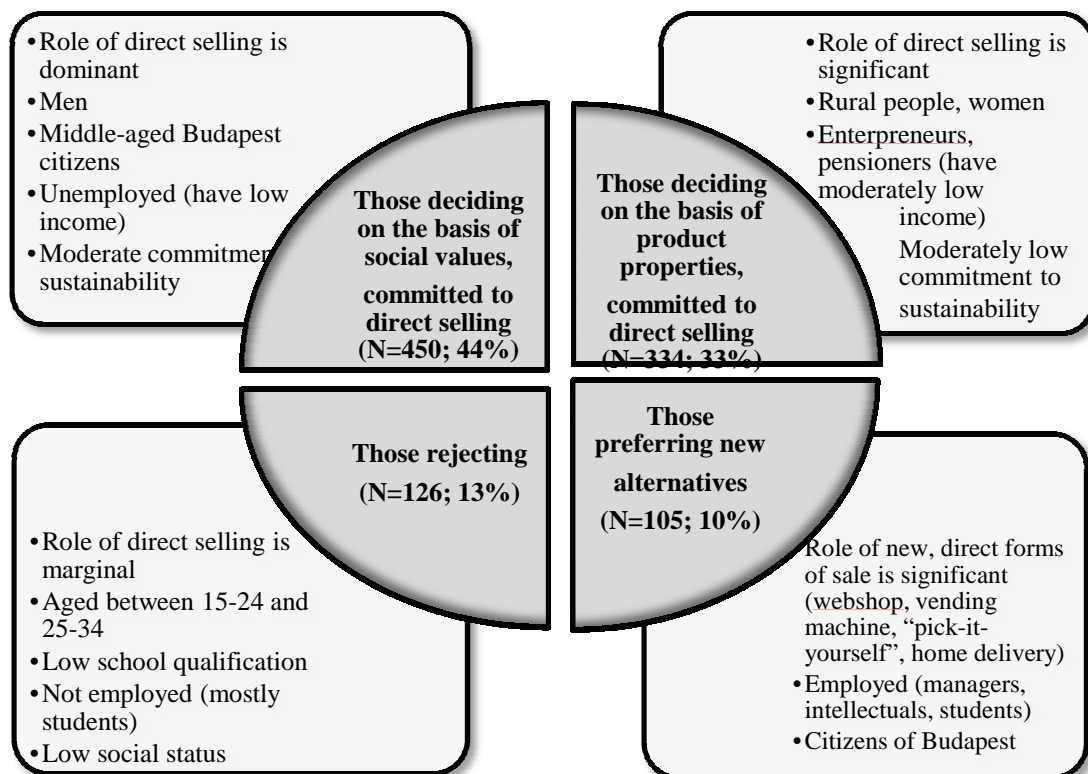 •Role of direct selling is
dominant
•Men
•Middle-aged Budapest
citizens
•Unemployed (have low
income)
•Moderate commitmen
sustainability
•Role of direct selling is
significant
•Rural people, women
•Enterpreneurs,
pensioners (have
moderately low
income)
Moderately low
commitment to
sustainability
Those deciding
on the basis of
social values,
committed to
direct selling
(N=450; 44%)
Those deciding
on the basis of
product
properties,
committed to
direct selling
(N=334; 33%)
Those rejecting
(N=126; 13%)
Those
preferring new
alternatives
(N=105; 10%)
•Role of direct selling is
marginal
•Aged between 15-24 and
25-34
•Low school qualification
•Not employed (mostly
students)
•Low social status
Role of new, direct forms
of sale is significant
(webshop, vending
machine, “pick-it-
yourself”, home delivery)
•Employed (managers,
intellectuals, students)
•Citizens of Budapest